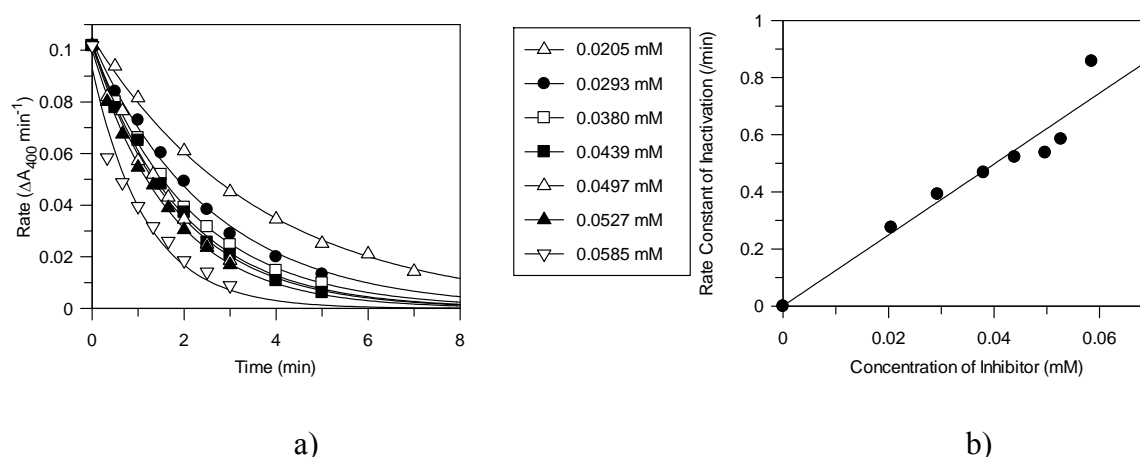 0.1
0.08
0.06
0.04
0.02
0
Rate (ΔA400 min-1)
0 2 4 6 8
Time (min)
0.0205 mM
0.0293 mM
0.0380 mM
0.0439 mM
0.0497 mM
0.0527 mM
0.0585 mM
1
0.8
0.6
0.4
0.2
0
Rate Constant of Inactivation (/min)
0 0.02 0.04 0.06
Concentration of Inhibitor (mM)
a) b)